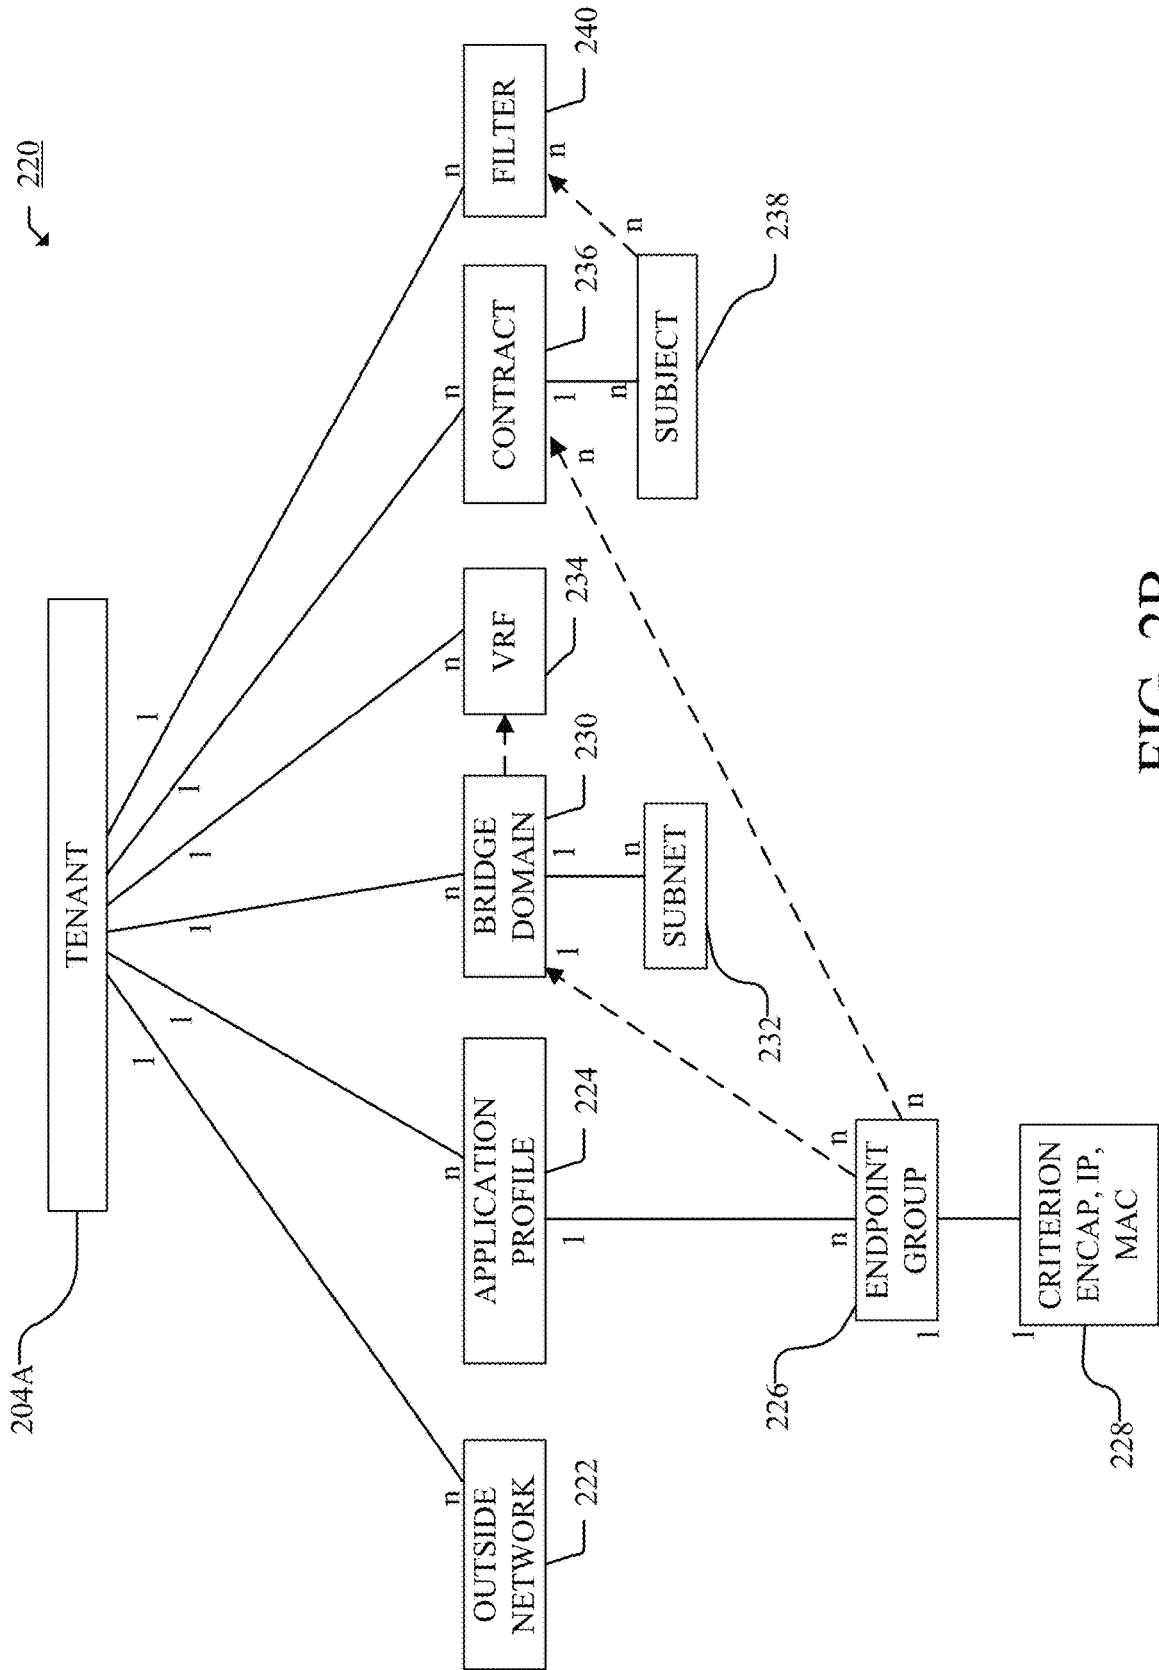 220
TENANT
204A
1
1
1
1
1
1
n
n
n
n
n
n
OUTSIDE
NETWORK
222
APPLICATION
PROFILE
224
BRIDGE
DOMAIN
230
VRF
234
CONTRACT
236
FILTER
240
1
1
1
n
1
n
n
n
n
SUBNET
232
SUBJECT
238
n
n
n
ENDPOINT
GROUP
226
1
1
CRITERION
ENCAP, IP,
MAC
228
FIG. 2B